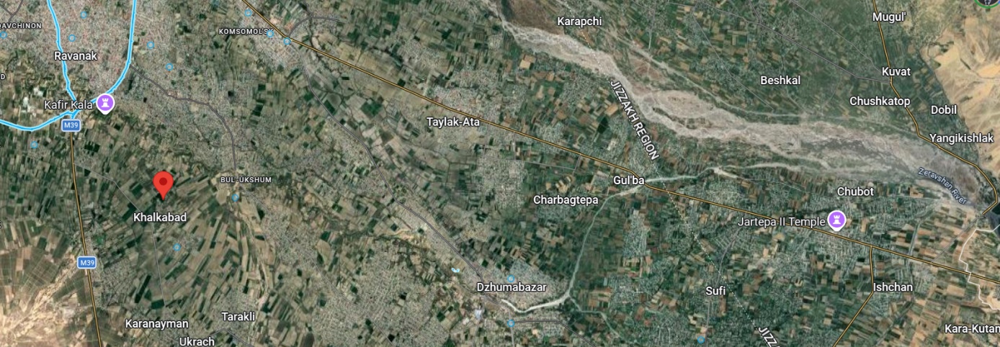 Karapchi
Mugul'
QAVCHINON
KOMSOMOL'SK
Ravanak
Kuvat
Beshkal
Chushkatop
Kafir Kala
Dobil
M39
Taylak-Ata
JIZZAKH REGION
Yangikishlak
BUL-UKSHUM
Gul'ba
Zeravshan River
Charbagtepa
Chubot
Khalkabad
Jartepa II Temple
M39
Dzhumabazar
Sufi
Ishchan
Tarakli
Karanayman
Kara-Kutan
JIZZ
Ukrach